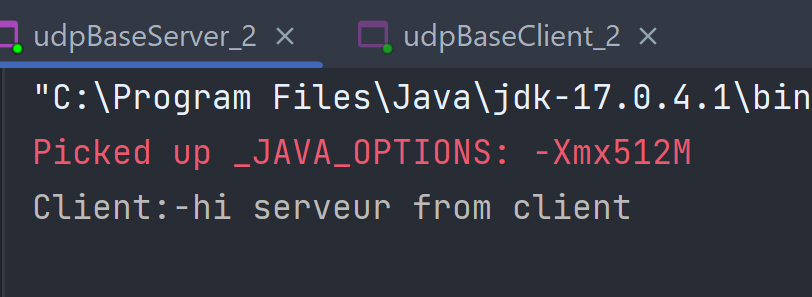 udpBaseServer_2 × udpBaseClient_2 ×
"C:\Program Files\Java\jdk-17.0.4.1\bin
Picked up _JAVA_OPTIONS: -Xmx512M
Client:-hi serveur from client